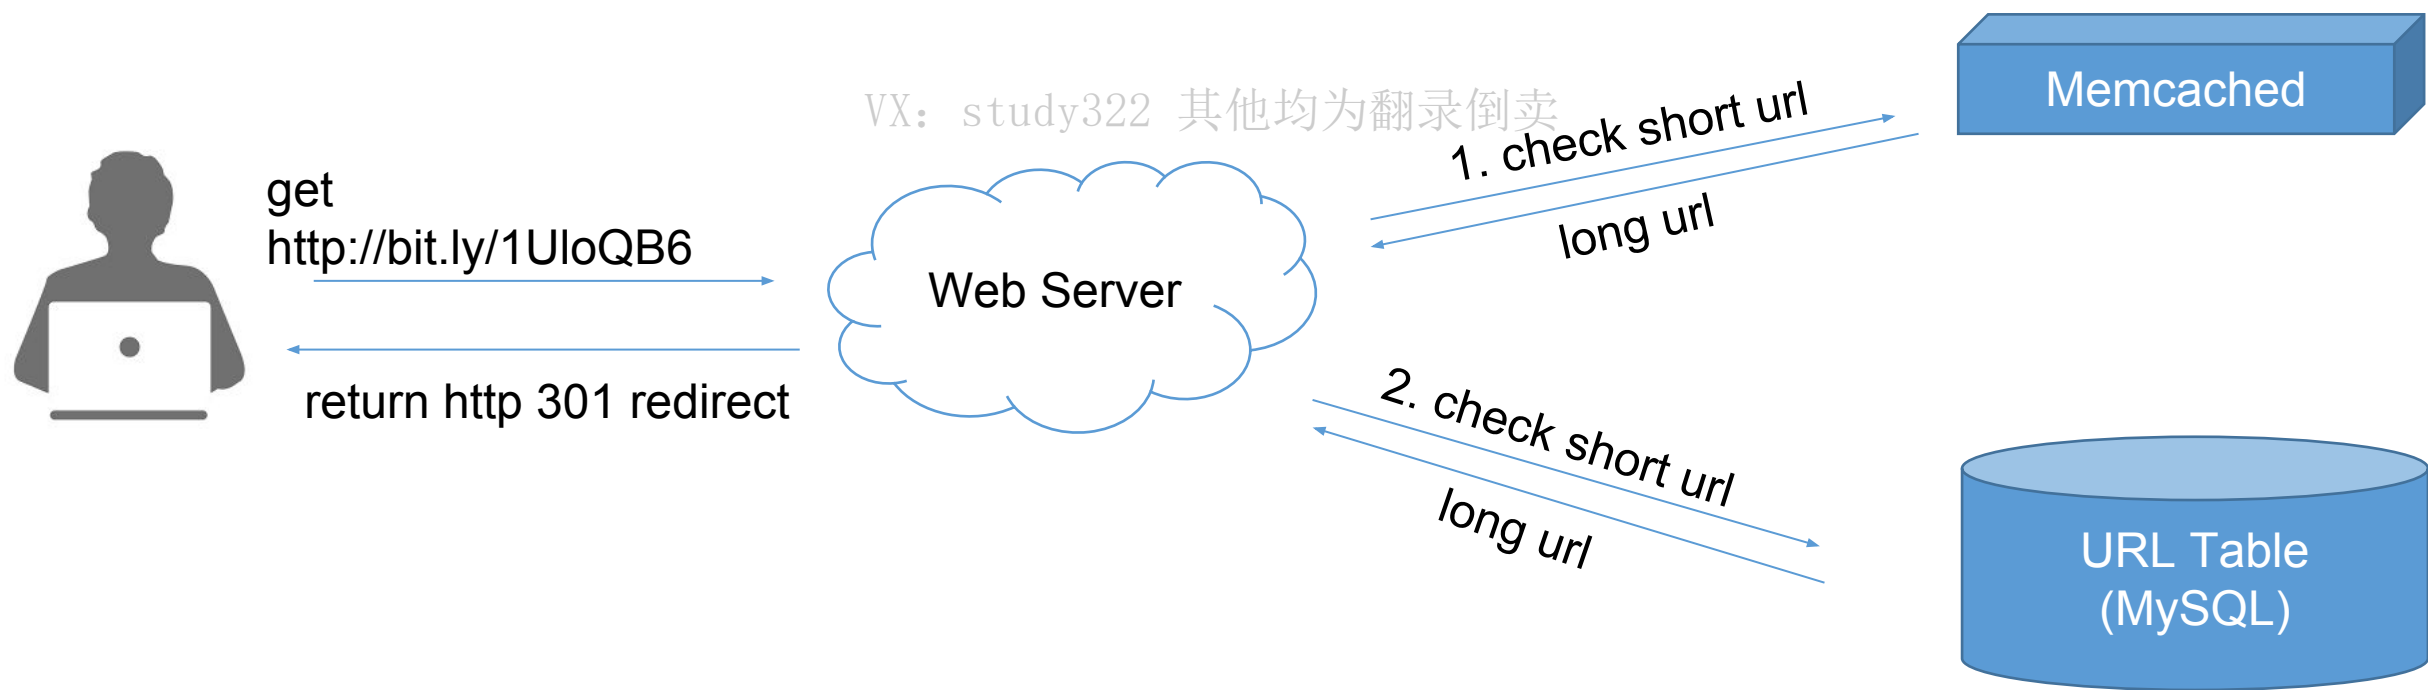 VX: study322 其他均为翻录倒卖
Memcached
1. check short url
long url
get
http://bit.ly/1UloQB6
Web Server
return http 301 redirect
2. check short url
long url
URL Table
(MySQL)